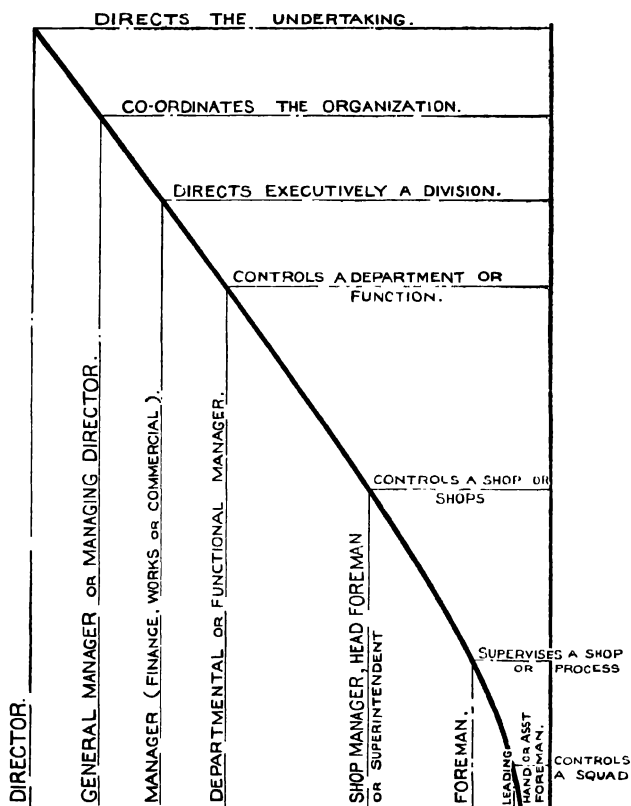 DIRECTS THE UNDERTAKING.
CO-ORDINATES THE ORGANIZATION.
DIRECTS EXECUTIVELY A DIVISION.
CONTROLS A DEPARTMENT OR
FUNCTION.
CONTROLS A SHOP OR
SHOPS
SUPERVISES A SHOP
OR PROCESS
CONTROLS
A SQUAD
DIRECTOR.
GENERAL MANAGER OR MANAGING DIRECTOR.
MANAGER (FINANCE, WORKS OR COMMERCIAL).
DEPARTMENTAL OR FUNCTIONAL MANAGER.
SHOP MANAGER, HEAD FOREMAN
OR SUPERINTENDENT
FOREMAN.
LEADING
HAND OR ASST
FOREMAN.